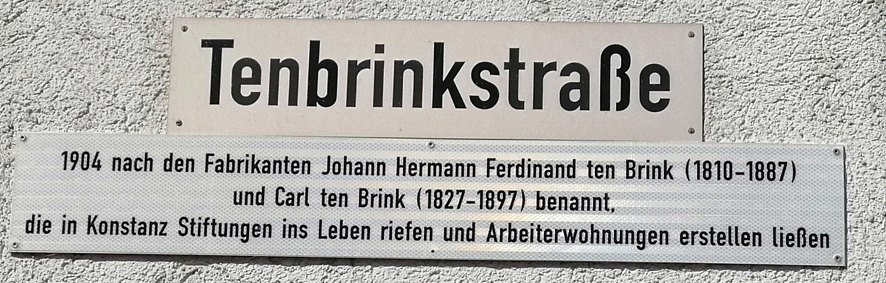 Tenbrinkstraße
1904 nach den Fabrikanten Johann Hermann Ferdinand ten Brink (1810-1887)
und Carl ten Brink (1827-1897) benannt,
die in Konstanz Stiftungen ins Leben riefen und Arbeiterwohnungen erstellen ließen